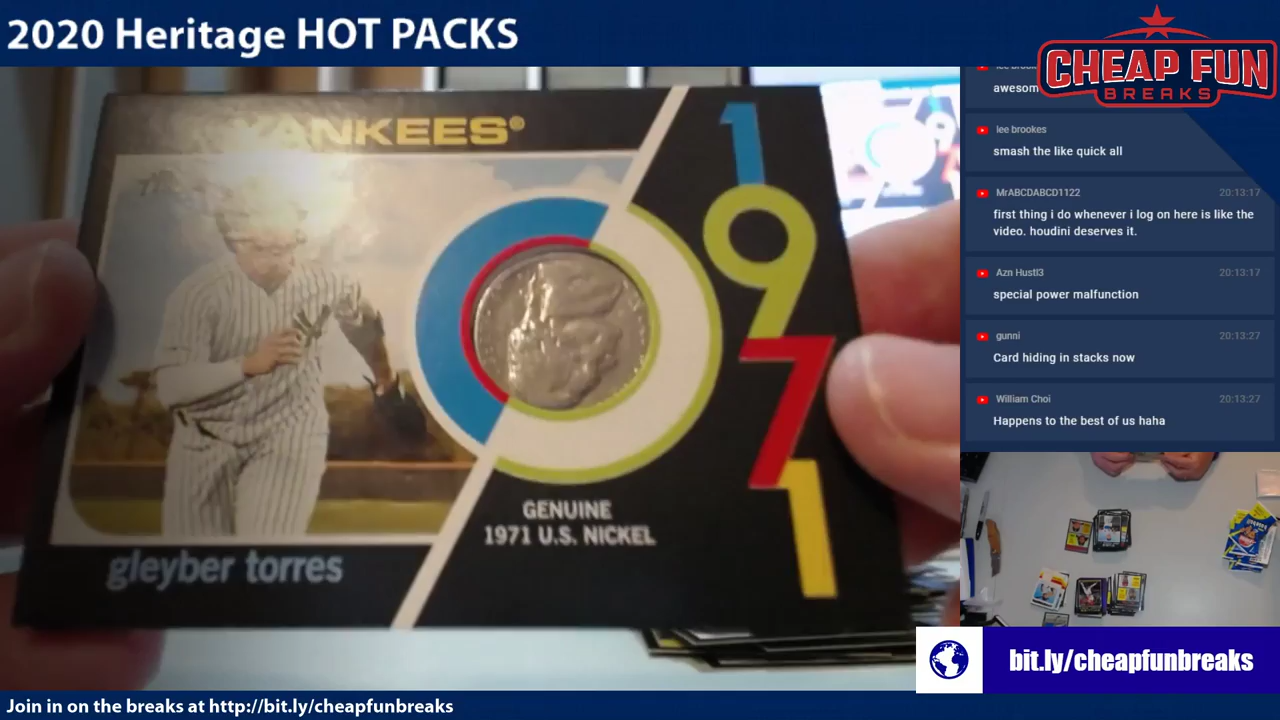 2020 Heritage HOT PACKS
CHEAP FUN
BREAKS
YANKEES®
1971
GENUINE
1971 U.S. NICKEL
gleyber torres
awesom
lee brookes
smash the like quick all
MrABCDABCD1122 20:13:17
first thing i do whenever i log on here is like the
video. houdini deserves it.
Azn Hustl3 20:13:17
special power malfunction
gunni 20:13:27
Card hiding in stacks now
William Choi 20:13:27
Happens to the best of us haha
bit.ly/cheapfunbreaks
Join in on the breaks at http://bit.ly/cheapfunbreaks